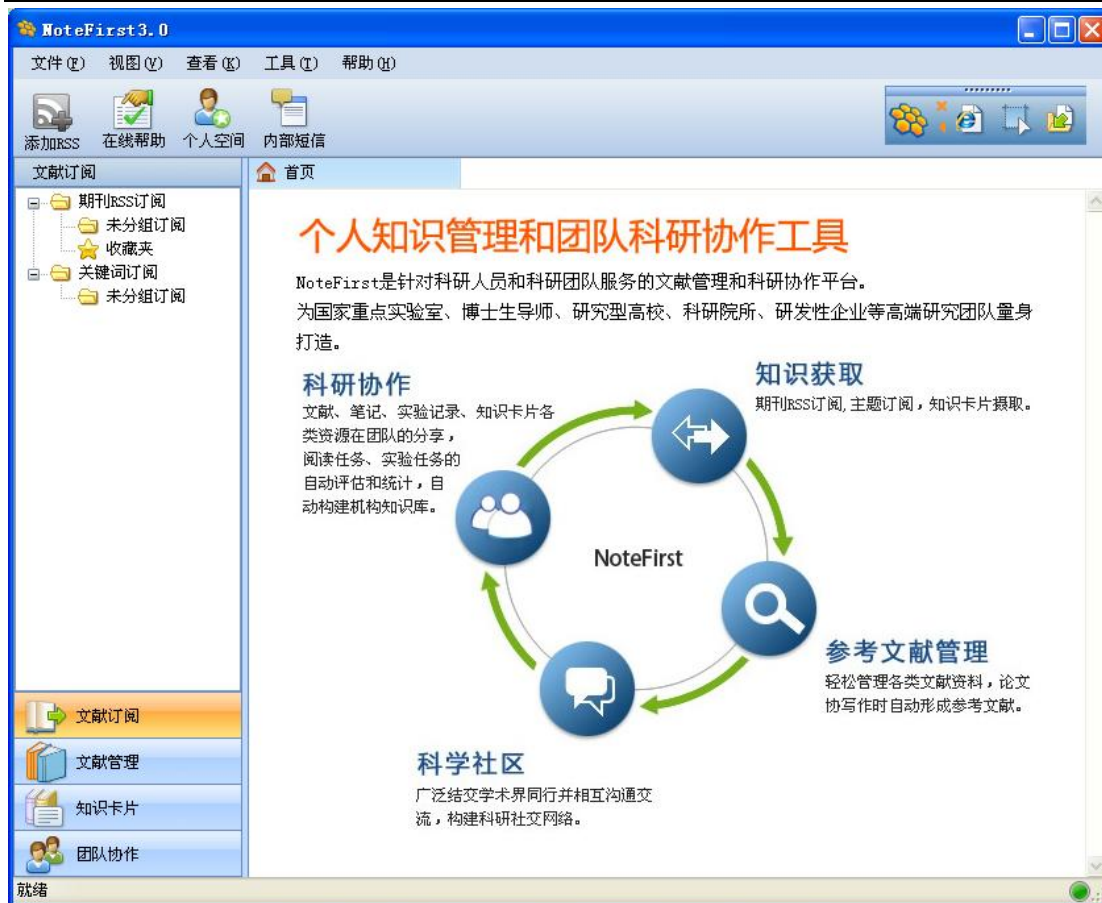 NoteFirst3.0
文件(F) 视图(V) 查看(K) 工具(T) 帮助(H)
添加RSS 在线帮助 个人空间 内部短信
文献订阅
首页
期刊RSS订阅
未分组订阅
收藏夹
关键词订阅
未分组订阅
个人知识管理和团队科研协作工具
NoteFirst是针对科研人员和科研团队服务的文献管理和科研协作平台。
为国家重点实验室、博士生导师、研究型高校、科研院所、研发性企业等高端研究团队量身
打造。
科研协作
文献、笔记、实验记录、知识卡片各
类资源在团队的分享，
阅读任务、实验任务的
自动评估和统计，自
动构建机构知识库。
知识获取
期刊RSS订阅,主题订阅，知识卡片摄取。
NoteFirst
参考文献管理
轻松管理各类文献资料，论文
协写作时自动形成参考文献。
科学社区
广泛结交学术界同行并相互沟通交
流，构建科研社交网络。
文献订阅
文献管理
知识卡片
团队协作
就绪